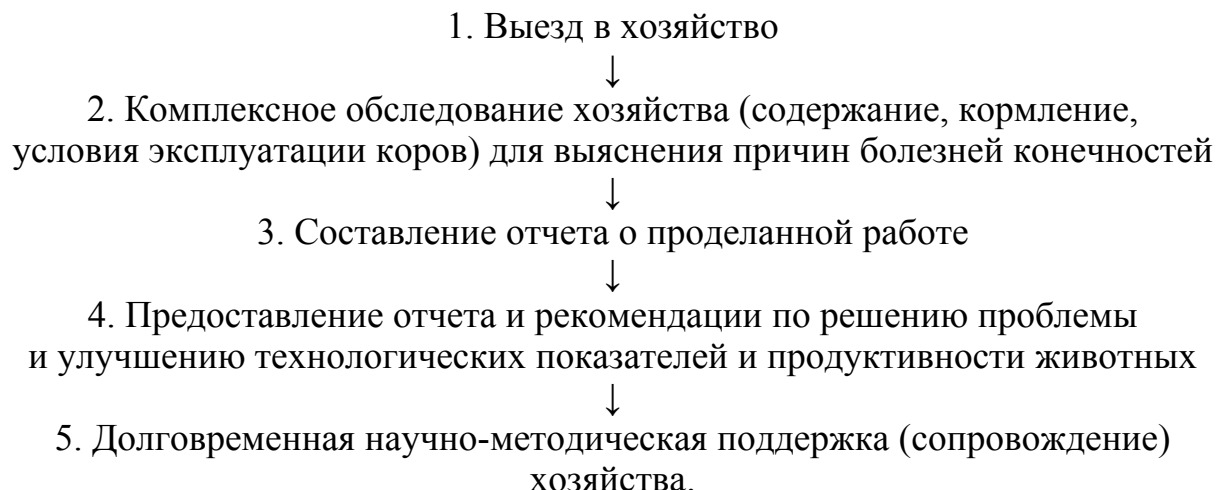 1. Выезд в хозяйство
↓
2. Комплексное обследование хозяйства (содержание, кормление,
условия эксплуатации коров) для выяснения причин болезней конечностей
↓
3. Составление отчета о проделанной работе
↓
4. Предоставление отчета и рекомендации по решению проблемы
и улучшению технологических показателей и продуктивности животных
↓
5. Долговременная научно-методическая поддержка (сопровождение)
хозяйства.